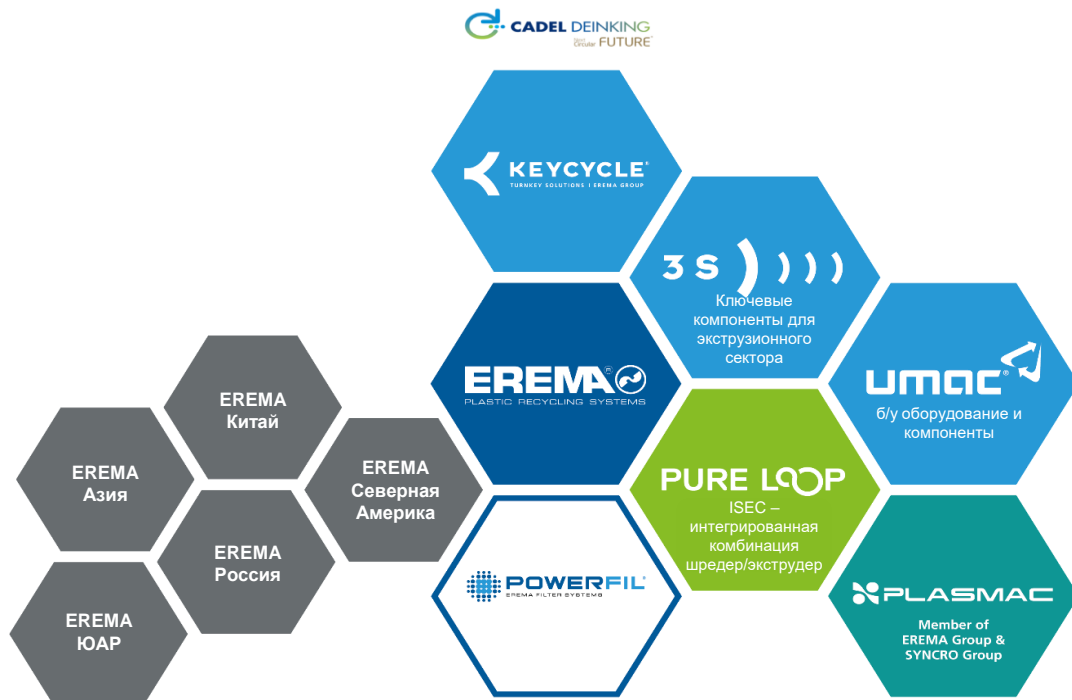 CADEL DEINKING
Circular FUTURE
KEYCYCLE®
TURNKEY SOLUTIONS | EREMA GROUP
3 S
Ключевые
компоненты для
экструзионного
сектора
EREMA®
PLASTIC RECYCLING SYSTEMS
umac®
б/у оборудование и
компоненты
EREMA
Китай
EREMA
Азия
EREMA
Северная
Америка
EREMA
Россия
EREMA
ЮАР
PURE LOOP
ISEC –
интегрированная
комбинация
шредер/экструдер
POWERFIL®
EREMA FILTER SYSTEMS
PLASMAC
Member of
EREMA Group &
SYNCRO Group